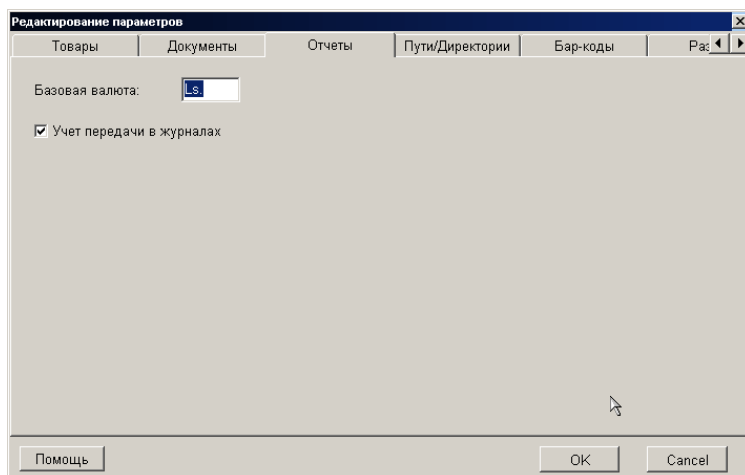 Редактирование параметров
Товары Документы Отчеты Пути/Директории Бар-коды
Базовая валюта: Ls.
Учет передачи в журналах
Помощь OK Cancel